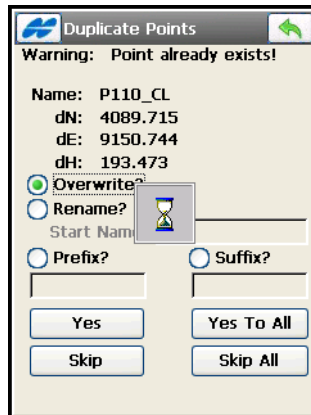 Duplicate Points
Warning: Point already exists!
Name: P110_CL
dN: 4089.715
dE: 9150.744
dH: 193.473
Overwrite?
Rename?
Start Name
Prefix? Suffix?
Yes Yes To All
Skip Skip All